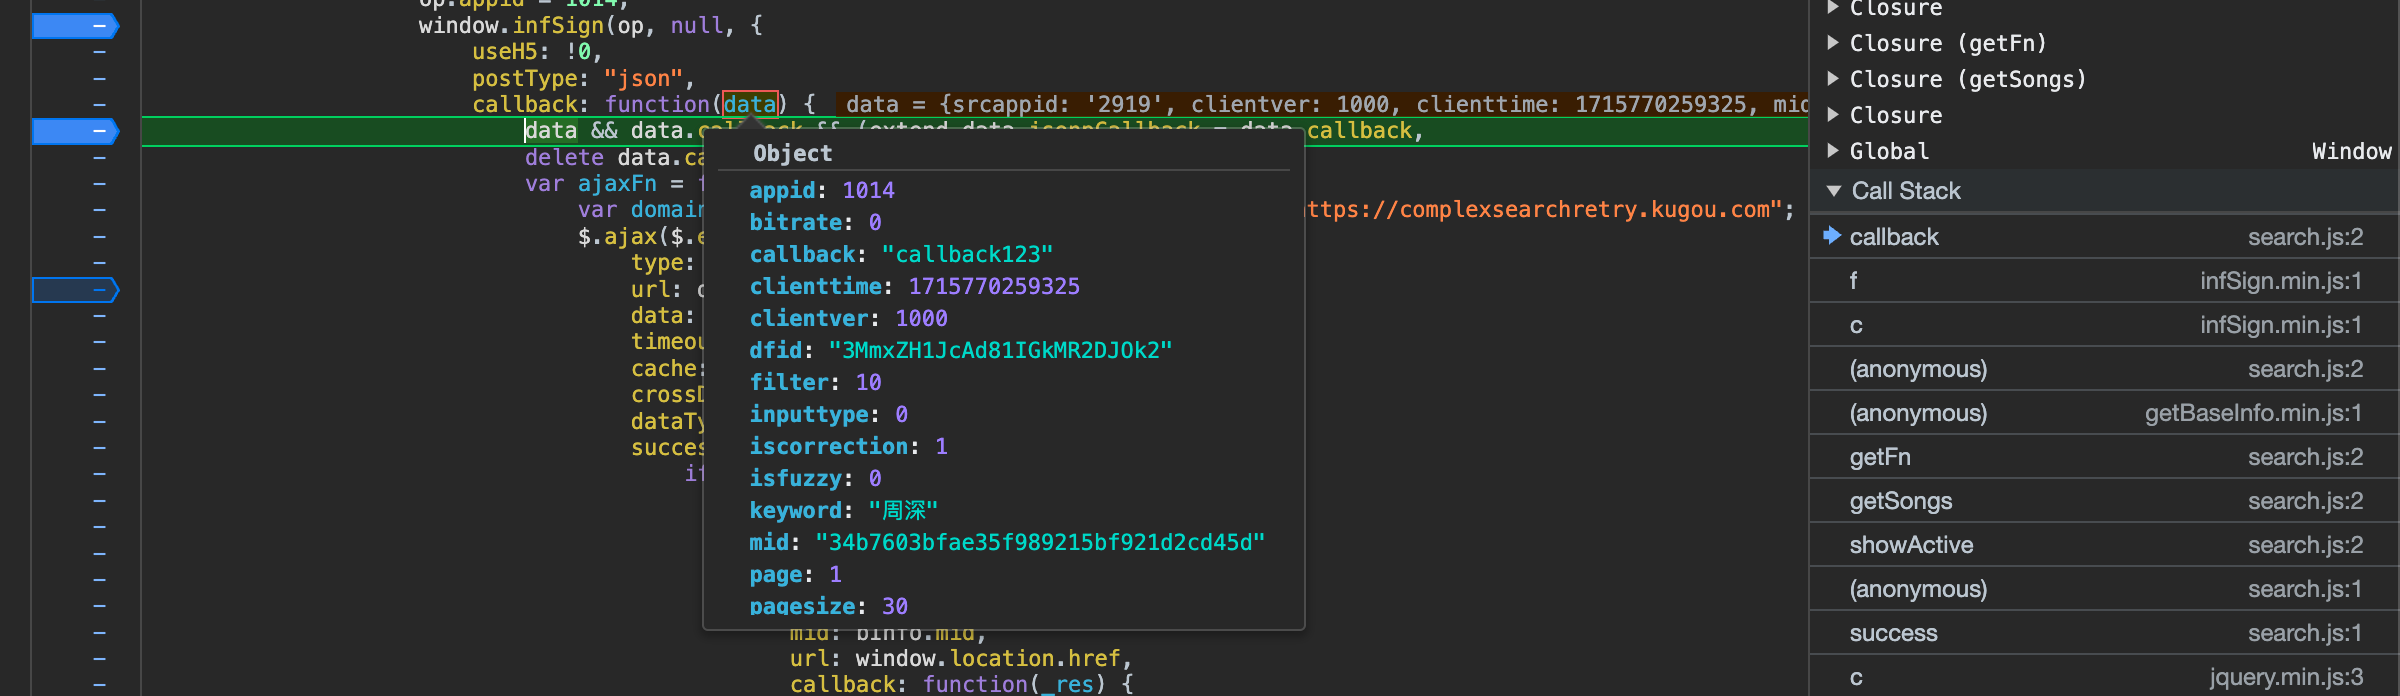 op.appid = 1014,
window.infSign(op, null, {
useH5: !0,
postType: "json",
callback: function(data) { data = {srcappid: '2919', clientver: 1000, clienttime: 1715770259325, mid
data && data.callback && (extend_data.jsonpCallback = data.callback,
delete data.ca
var ajaxFn = f
var domain ttps://complexsearchretry.kugou.com";
$.ajax($.e
type:
url:
data:
timeou
cache:
crossD
dataTy
succes
if
Object
appid: 1014
bitrate: 0
callback: "callback123"
clienttime: 1715770259325
clientver: 1000
dfid: "3MmxZH1JcAd81IGkMR2DJOk2"
filter: 10
inputtype: 0
iscorrection: 1
isfuzzy: 0
keyword: "周深"
mid: "34b7603bfae35f989215bf921d2cd45d"
page: 1
pagesize: 30
mid: binfo.mid,
url: window.location.href,
callback: function(_res) {
Closure
Closure (getFn)
Closure (getSongs)
Closure
Global Window
Call Stack
callback search.js:2
f infSign.min.js:1
c infSign.min.js:1
(anonymous) search.js:2
(anonymous) getBaseInfo.min.js:1
getFn search.js:2
getSongs search.js:2
showActive search.js:2
(anonymous) search.js:1
success search.js:1
c jquery.min.js:3